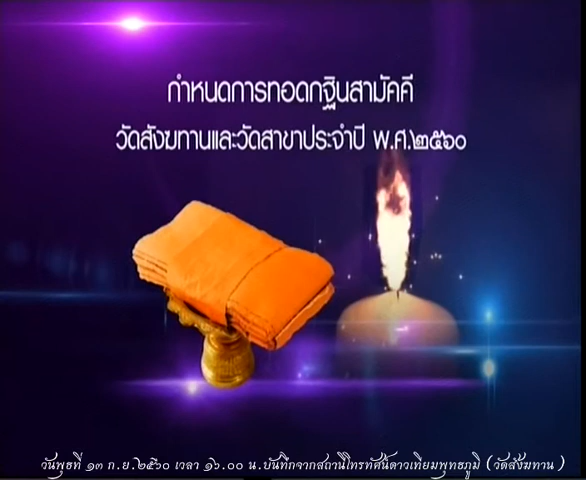 กำหนดการทอดกฐินสามัคคี
วัดสังฆทานและวัดสาขาประจำปี พ.ศ.๒๕๖๐
วันพุธที่ ๑๓ ก.ย.๒๕๖๐ เวลา ๑๖.๐๐ น.บันทึกจากสถานีโทรทัศน์ดาวเทียมพุทธภูมิ (วัดสังฆทาน)